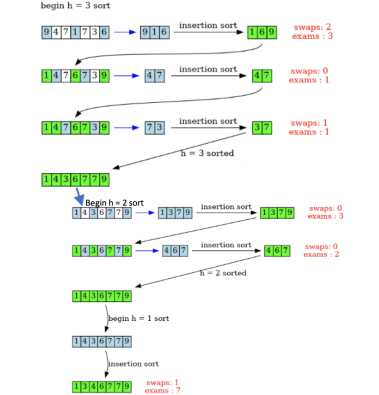 begin h = 3 sort
insertion sort
9 4 7 1 7 3 6
9 1 6
1 6 9
swaps: 2
exams : 3
insertion sort
1 4 7 6 7 3 9
4 7
4 7
swaps: 0
exams : 1
insertion sort
1 4 7 6 7 3 9
7 3
3 7
swaps: 1
exams : 1
h = 3 sorted
1 4 3 6 7 7 9
Begin h = 2 sort
insertion sort
1 4 3 6 7 7 9
1 3 7 9
1 3 7 9
swaps: 0
exams : 3
insertion sort
1 4 3 6 7 7 9
4 6 7
4 6 7
swaps: 0
exams : 2
h = 2 sorted
1 4 3 6 7 7 9
begin h = 1 sort
1 4 3 6 7 7 9
insertion sort
1 3 4 6 7 7 9
swaps: 1
exams : 7